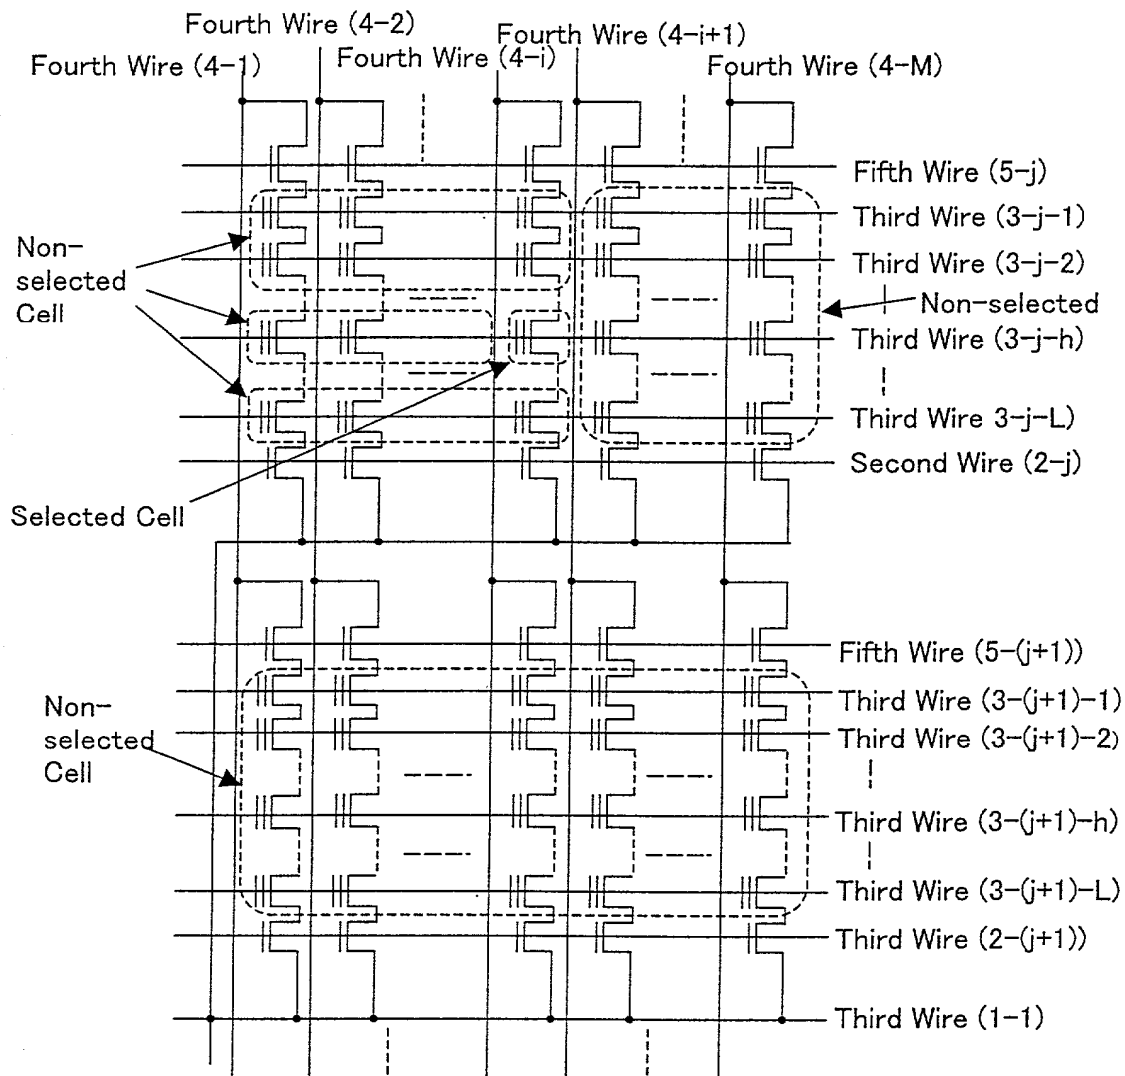 Fourth Wire (4-2)
Fourth Wire (4-i+1)
Fourth Wire (4-1)
Fourth Wire (4-i)
Fourth Wire (4-M)
Fifth Wire (5-j)
Third Wire (3-j-1)
Third Wire (3-j-2)
Non-
selected
Cell
Non-selected
Third Wire (3-j-h)
Third Wire 3-j-L)
Second Wire (2-j)
Selected Cell
Fifth Wire (5-(j+1))
Third Wire (3-(j+1)-1)
Third Wire (3-(j+1)-2)
Non-
selected
Cell
Third Wire (3-(j+1)-h)
Third Wire (3-(j+1)-L)
Third Wire (2-(j+1))
Third Wire (1-1)